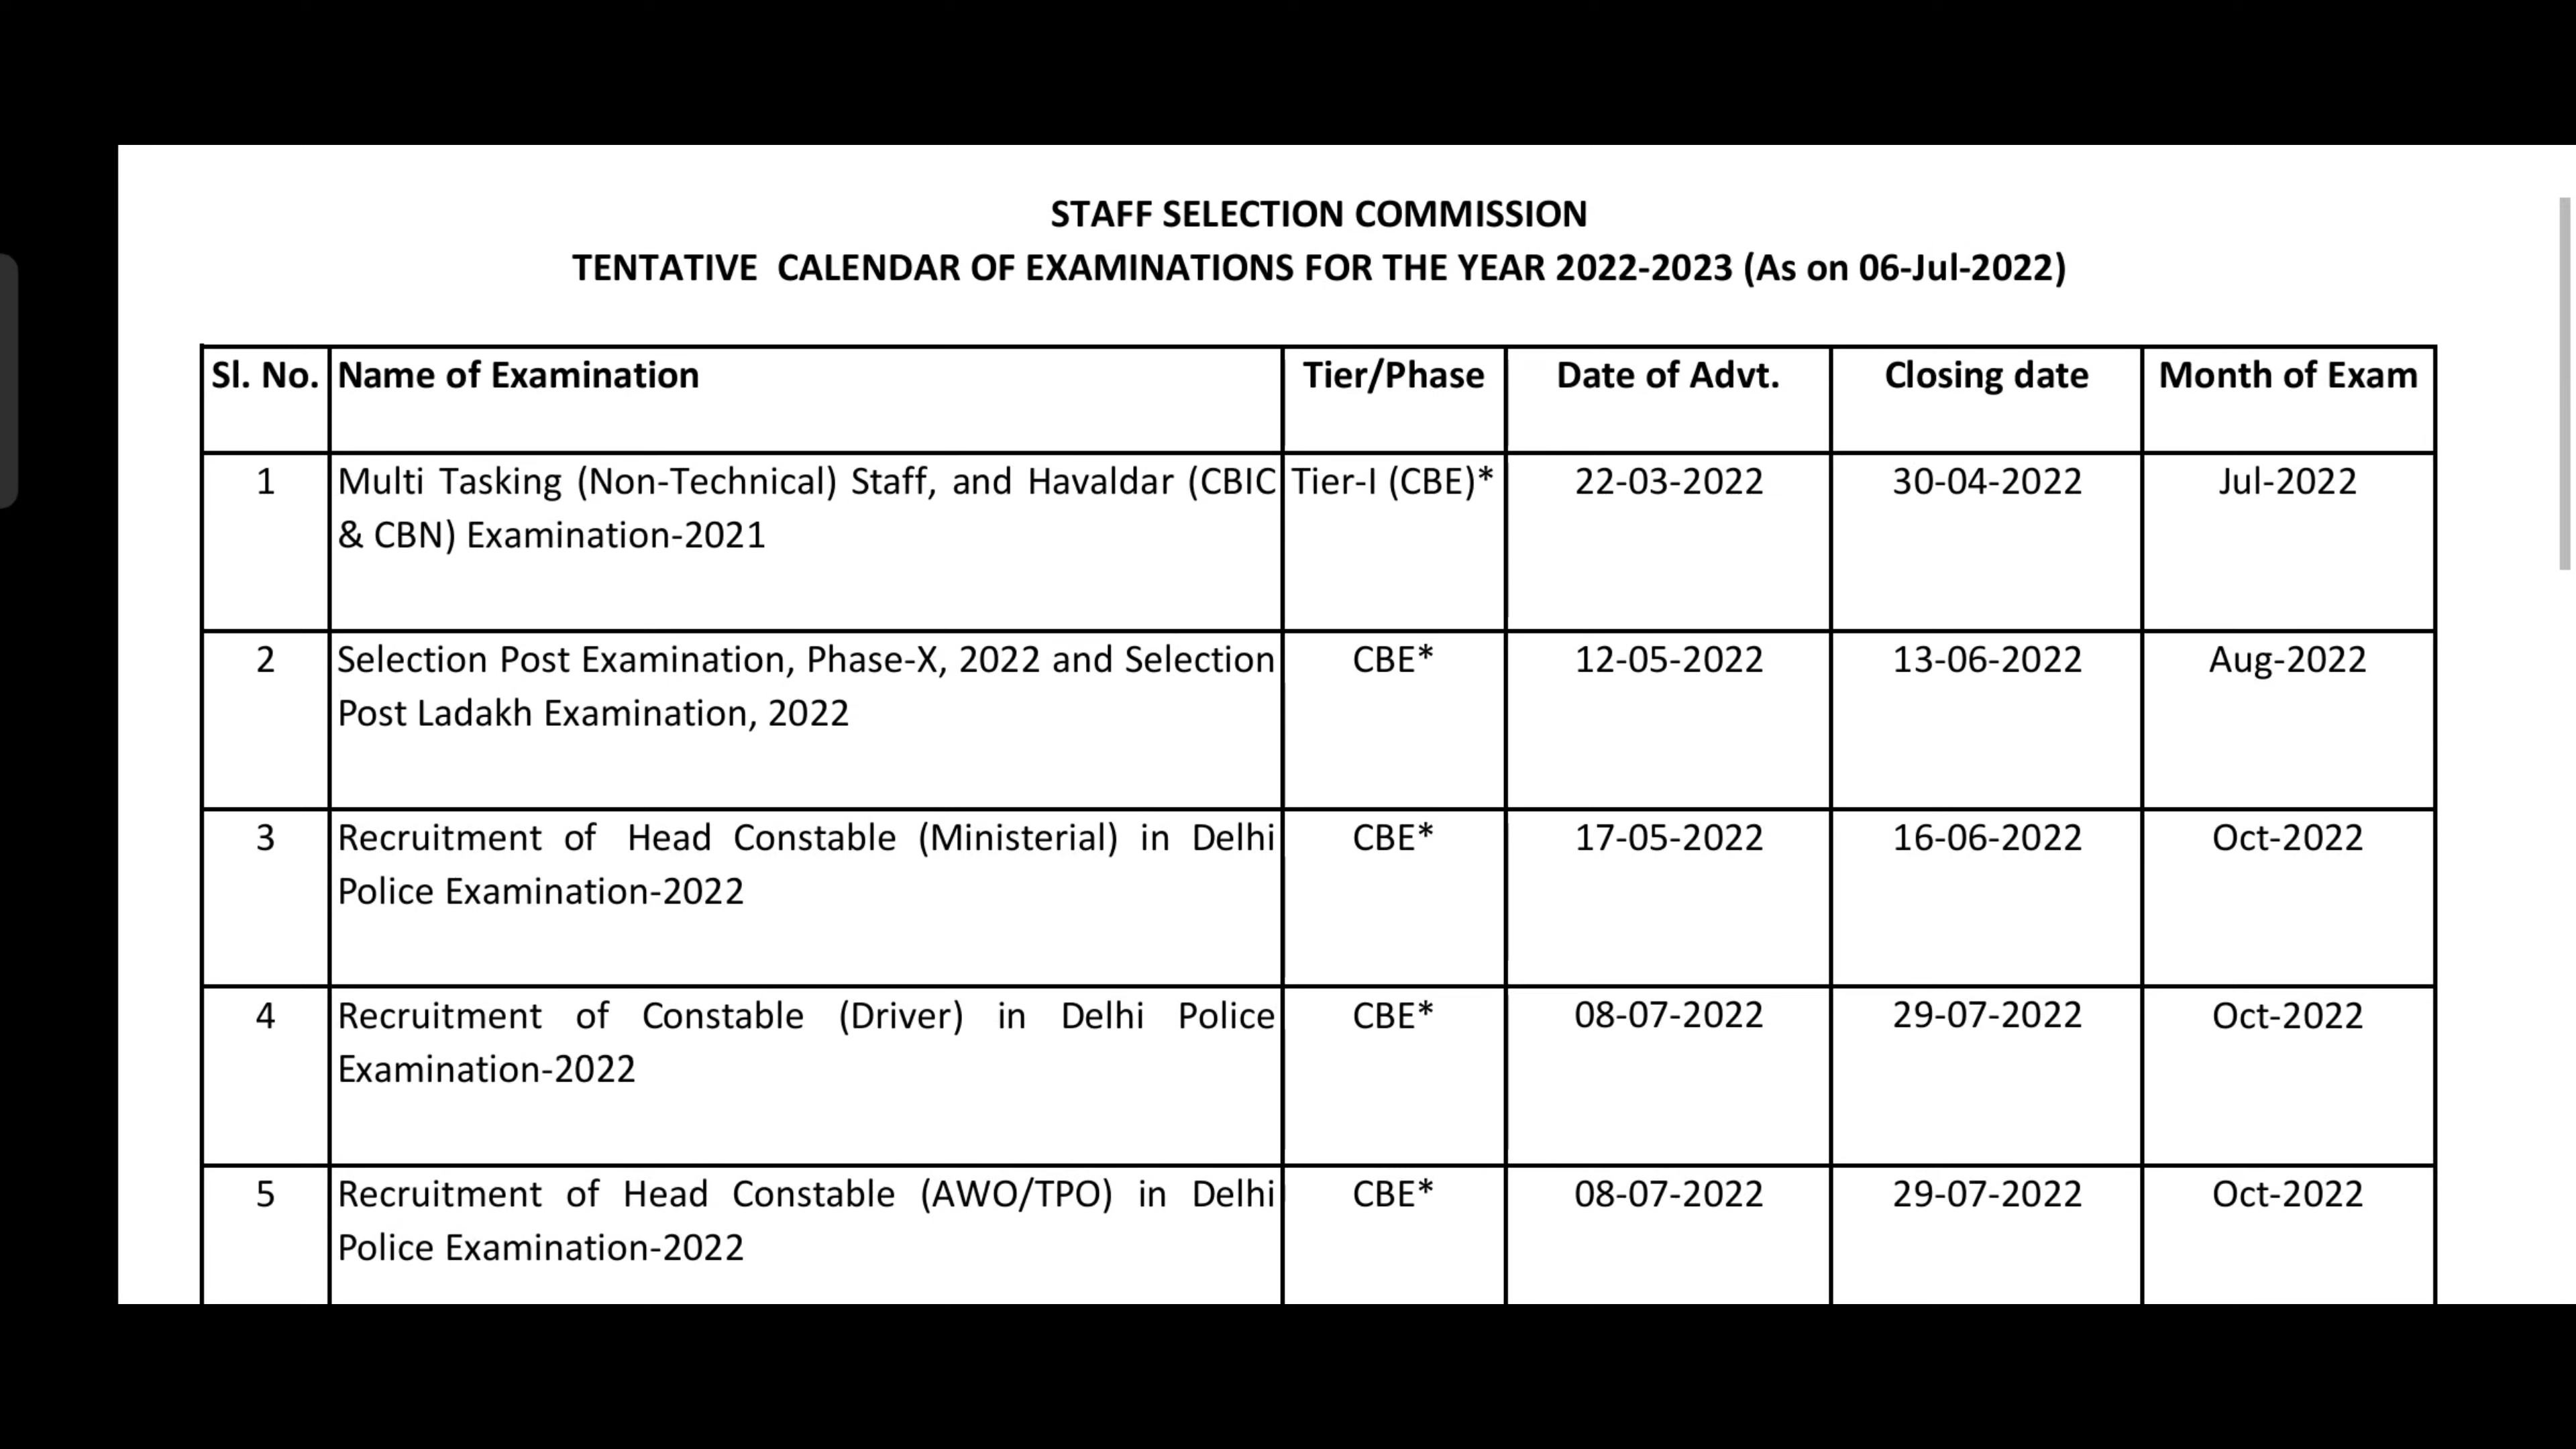 STAFF SELECTION COMMISSION
TENTATIVE CALENDAR OF EXAMINATIONS FOR THE YEAR 2022-2023 (As on 06-Jul-2022)
Sl. No. Name of Examination Tier/Phase Date of Advt. Closing date Month of Exam
1 Multi Tasking (Non-Technical) Staff, and Havaldar (CBIC Tier-I (CBE)* 22-03-2022 30-04-2022 Jul-2022
& CBN) Examination-2021
2 Selection Post Examination, Phase-X, 2022 and Selection CBE* 12-05-2022 13-06-2022 Aug-2022
Post Ladakh Examination, 2022
3 Recruitment of Head Constable (Ministerial) in Delhi CBE* 17-05-2022 16-06-2022 Oct-2022
Police Examination-2022
4 Recruitment of Constable (Driver) in Delhi Police CBE* 08-07-2022 29-07-2022 Oct-2022
Examination-2022
5 Recruitment of Head Constable (AWO/TPO) in Delhi CBE* 08-07-2022 29-07-2022 Oct-2022
Police Examination-2022